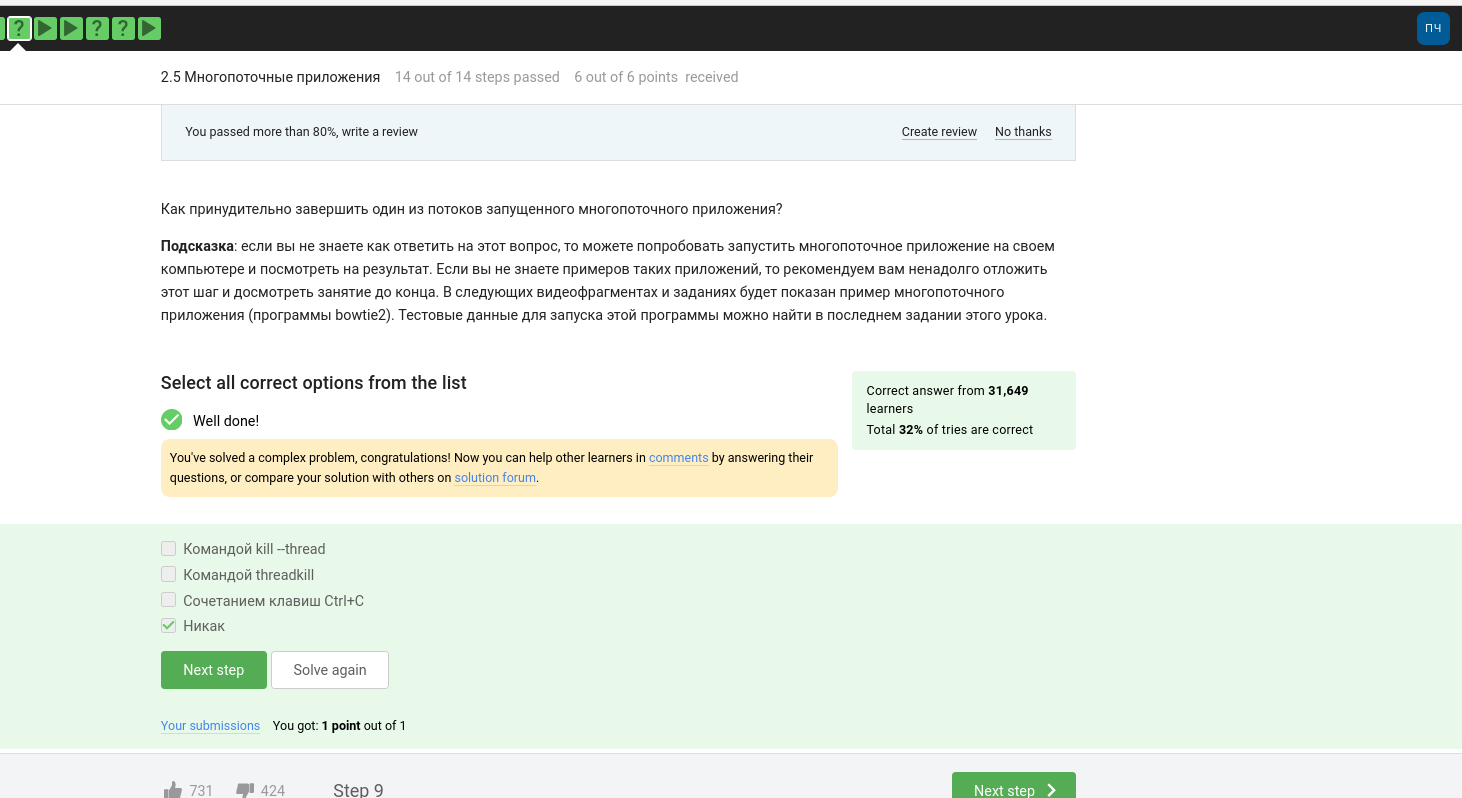 ? ? ?
ПЧ
2.5 Многопоточные приложения 14 out of 14 steps passed 6 out of 6 points received
You passed more than 80%, write a review Create review No thanks
Как принудительно завершить один из потоков запущенного многопоточного приложения?
Подсказка: если вы не знаете как ответить на этот вопрос, то можете попробовать запустить многопоточное приложение на своем
компьютере и посмотреть на результат. Если вы не знаете примеров таких приложений, то рекомендуем вам ненадолго отложить
этот шаг и досмотреть занятие до конца. В следующих видеофрагментах и заданиях будет показан пример многопоточного
приложения (программы bowtie2). Тестовые данные для запуска этой программы можно найти в последнем задании этого урока.
Select all correct options from the list
Well done!
You've solved a complex problem, congratulations! Now you can help other learners in comments by answering their
questions, or compare your solution with others on solution forum.
Correct answer from 31,649
learners
Total 32% of tries are correct
Командой kill --thread
Командой threadkill
Сочетанием клавиш Ctrl+C
Никак
Next step Solve again
Your submissions You got: 1 point out of 1
731 424 Step 9 Next step